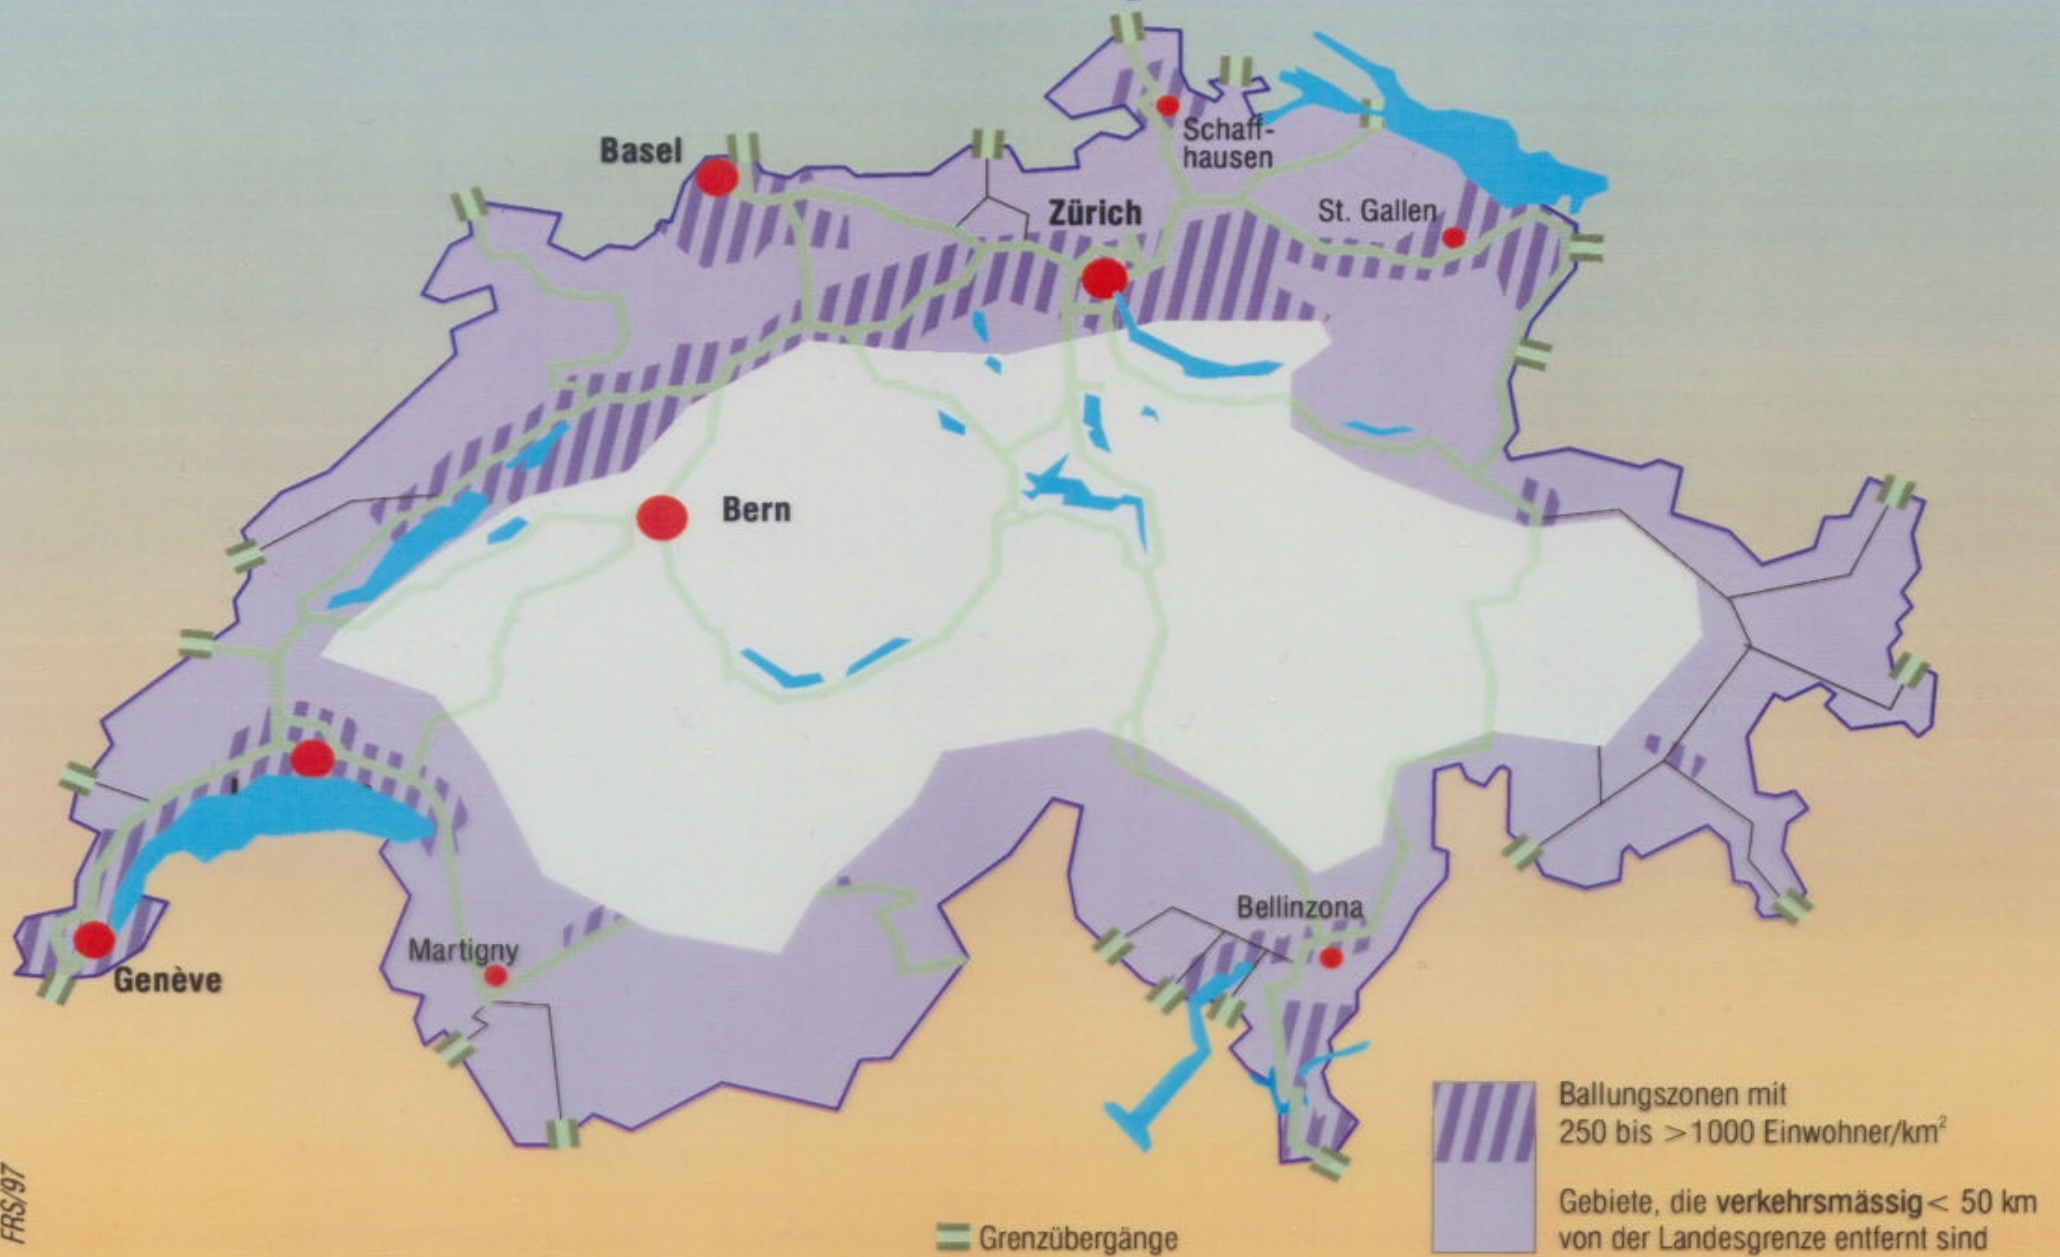 Basel
Schaff-
hausen
Zürich
St. Gallen
Bern
Bellinzona
Martigny
Genève
Ballungszonen mit
250 bis >1000 Einwohner/km²
Gebiete, die verkehrsmässig < 50 km
von der Landesgrenze entfernt sind
Grenzübergänge
FRS/97